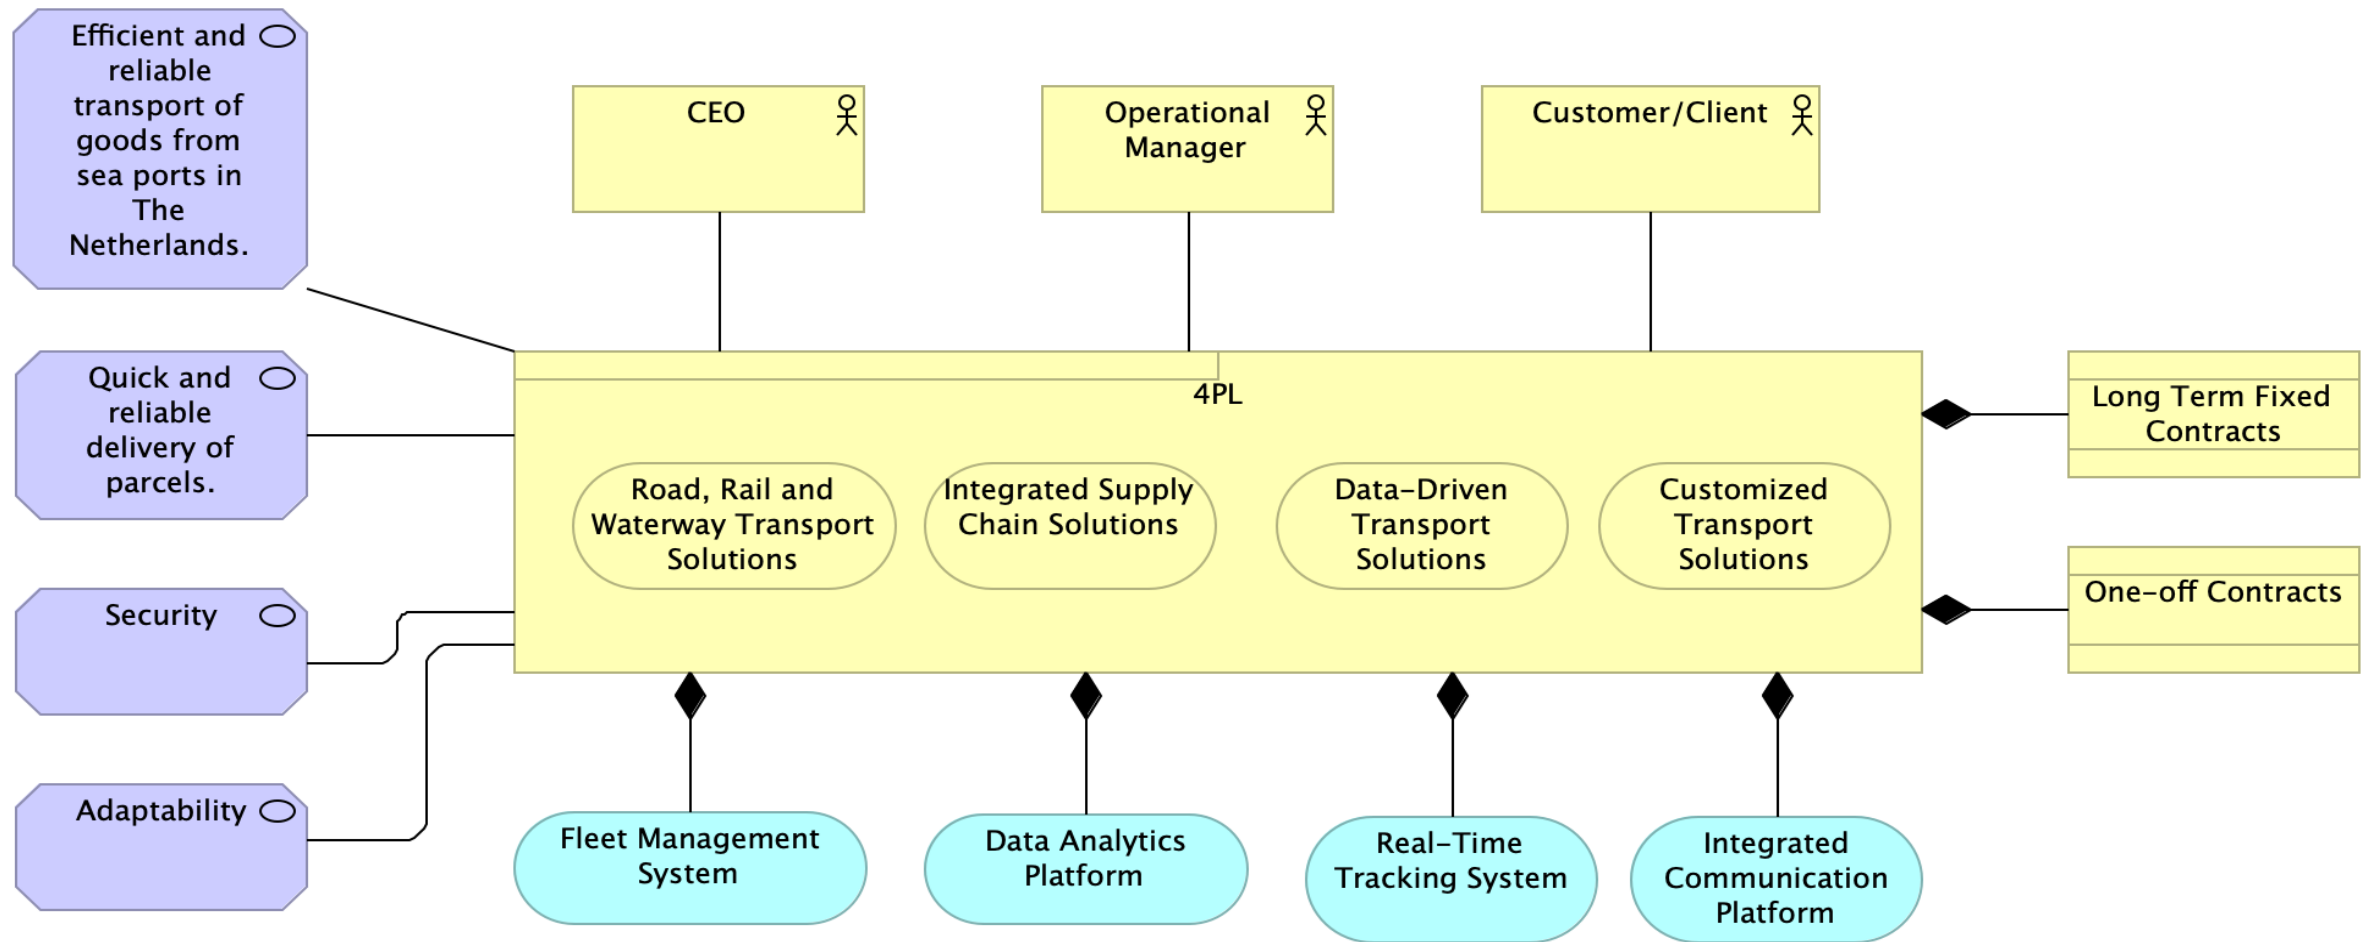 Efficient and
reliable
transport of
goods from
sea ports in
The
Netherlands.
CEO
Operational
Manager
Customer/Client
Quick and
reliable
delivery of
parcels.
4PL
Long Term Fixed
Contracts
Road, Rail and
Waterway Transport
Solutions
Integrated Supply
Chain Solutions
Data-Driven
Transport
Solutions
Customized
Transport
Solutions
One-off Contracts
Security
Adaptability
Fleet Management
System
Data Analytics
Platform
Real-Time
Tracking System
Integrated
Communication
Platform